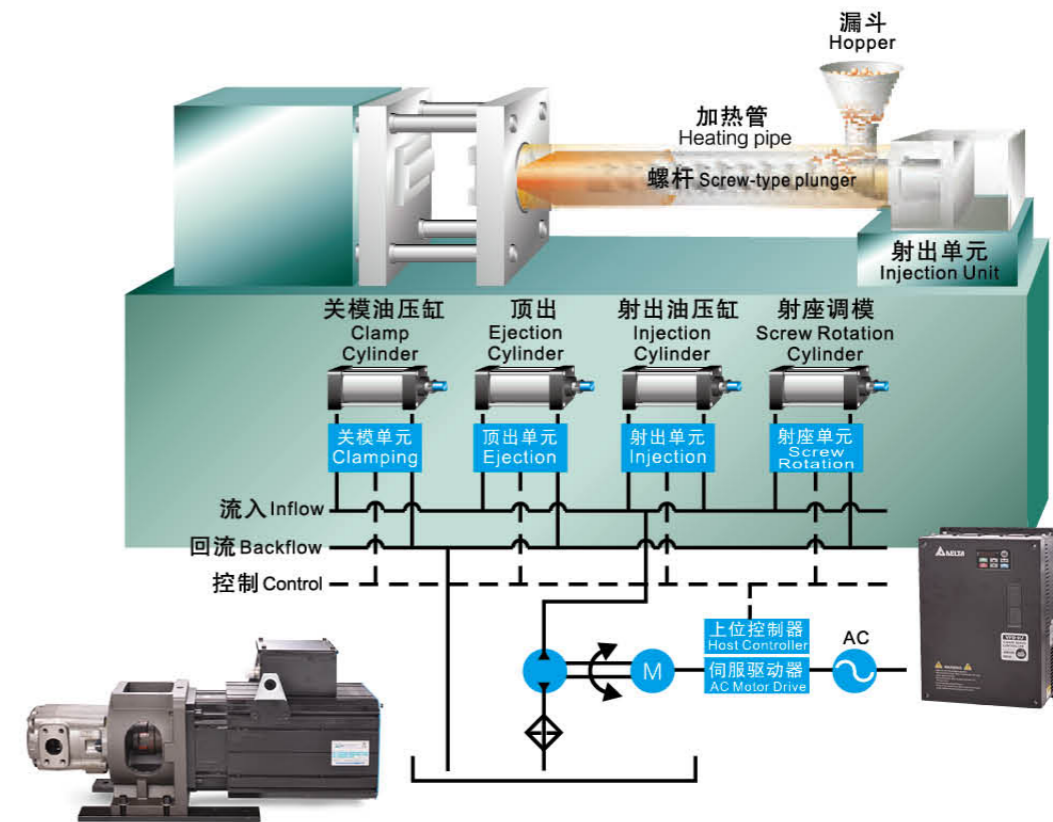 漏斗
Hopper
加热管
Heating pipe
螺杆 Screw-type plunger
射出单元
Injection Unit
关模油压缸
Clamp
Cylinder
顶出
Ejection
Cylinder
射出油压缸
Injection
Cylinder
射座调模
Screw Rotation
Cylinder
关模单元
Clamping
顶出单元
Ejection
射出单元
Injection
射座单元
Screw
Rotation
流入 Inflow
回流 Backflow
控制 Control
上位控制器
Host Controller
伺服驱动器
AC Motor Drive
M
AC
DELTA